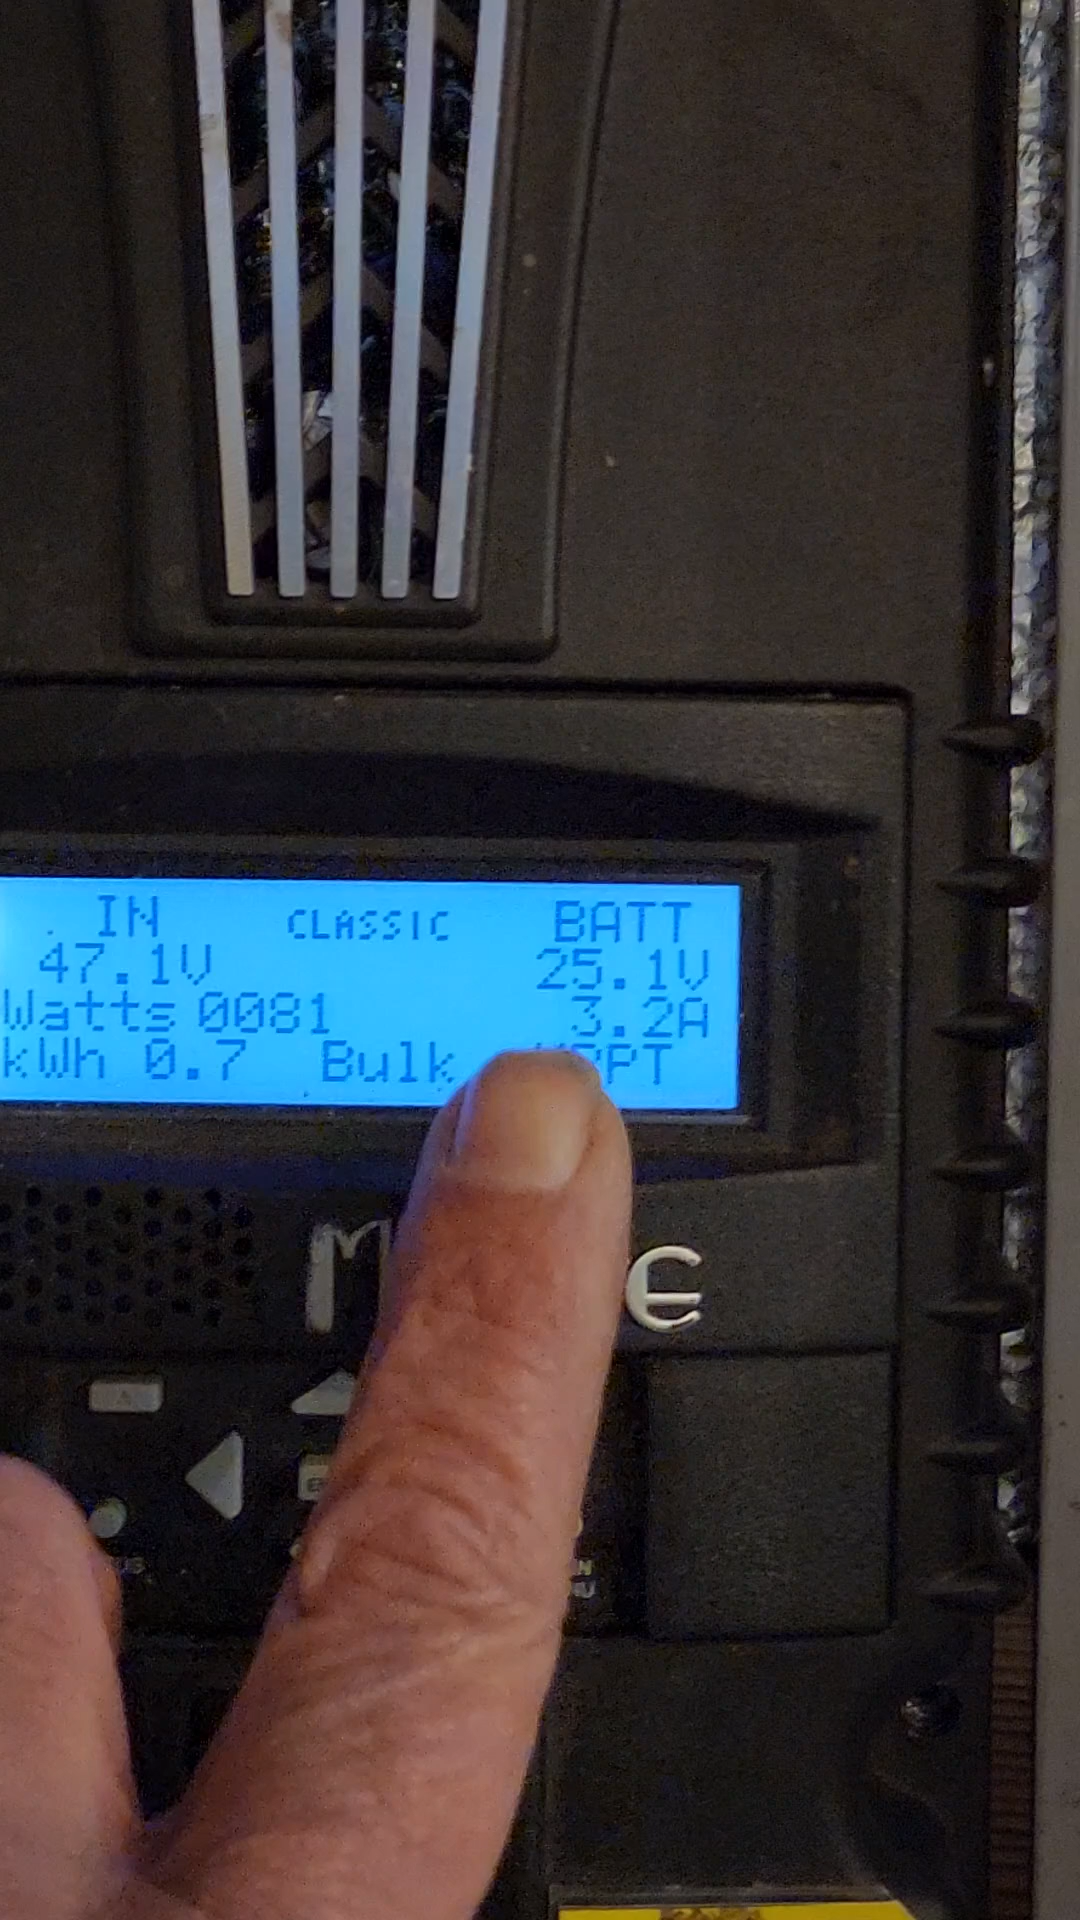 IN CLASSIC BATT
47.1V 25.1V
Watts 0081 3.2A
kWh 0.7 Bulk